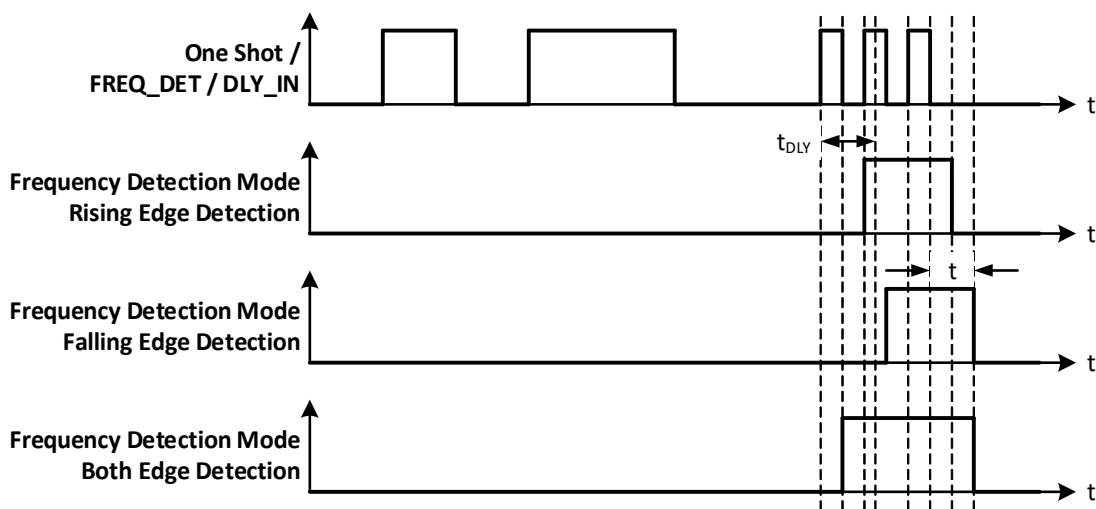 One Shot /
FREQ_DET / DLY_IN
t
tDLY
Frequency Detection Mode
Rising Edge Detection
t
t
Frequency Detection Mode
Falling Edge Detection
t
Frequency Detection Mode
Both Edge Detection
t